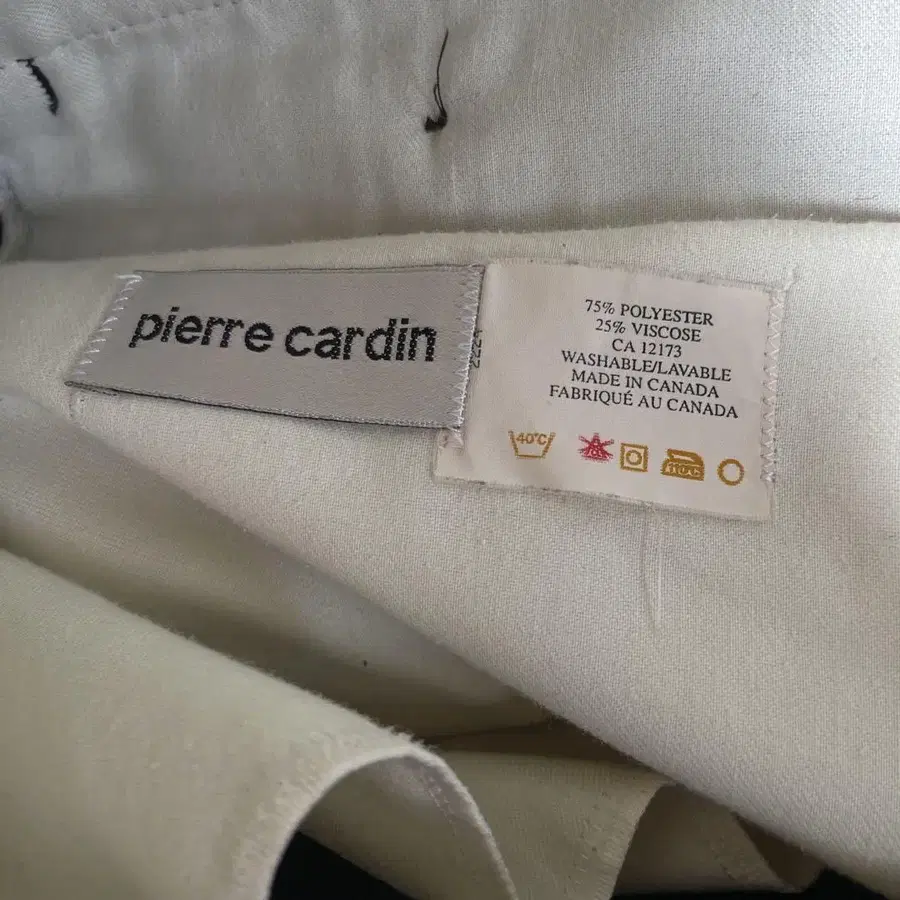 pierre cardin
75% POLYESTER
25% VISCOSE
CA 12173
WASHABLE/LAVABLE
MADE IN CANADA
FABRIQUÉ AU CANADA
40°C